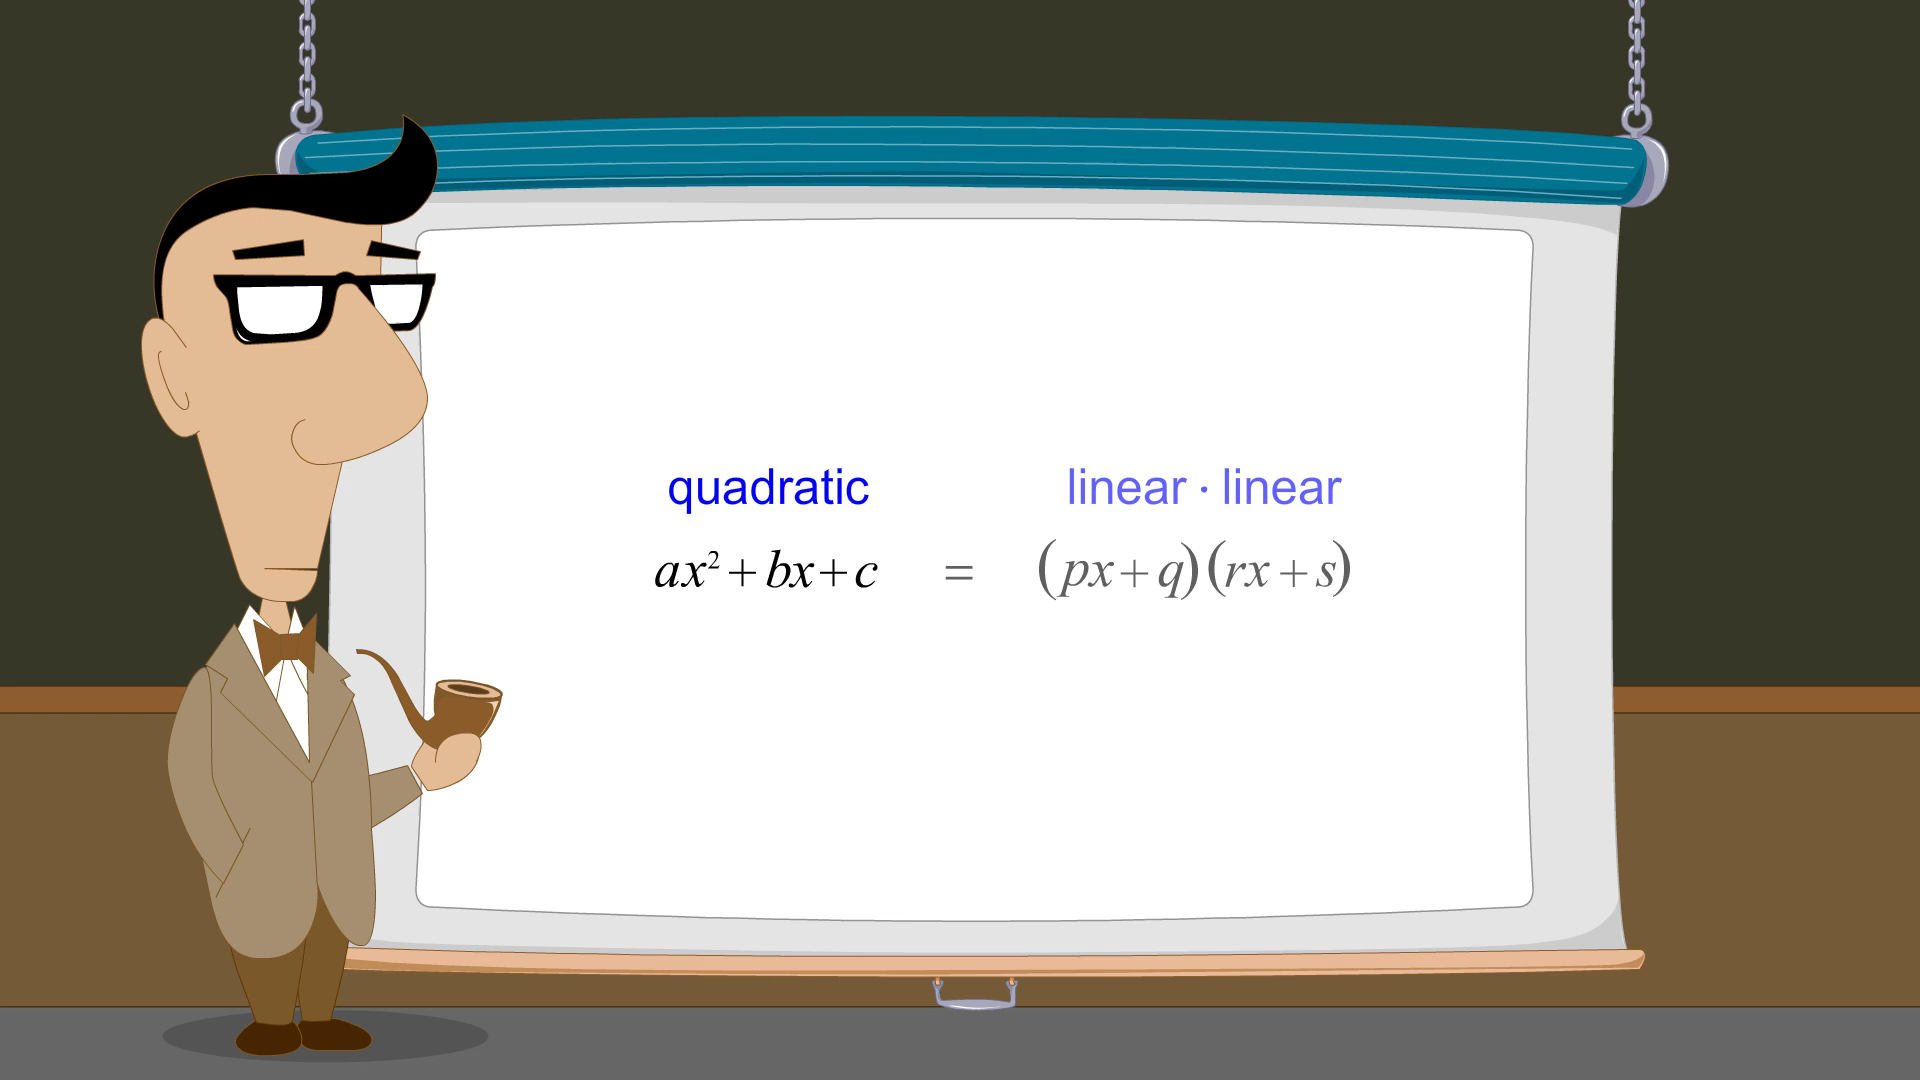 quadratic linear · linear
ax² + bx + c = (px + q)(rx + s)